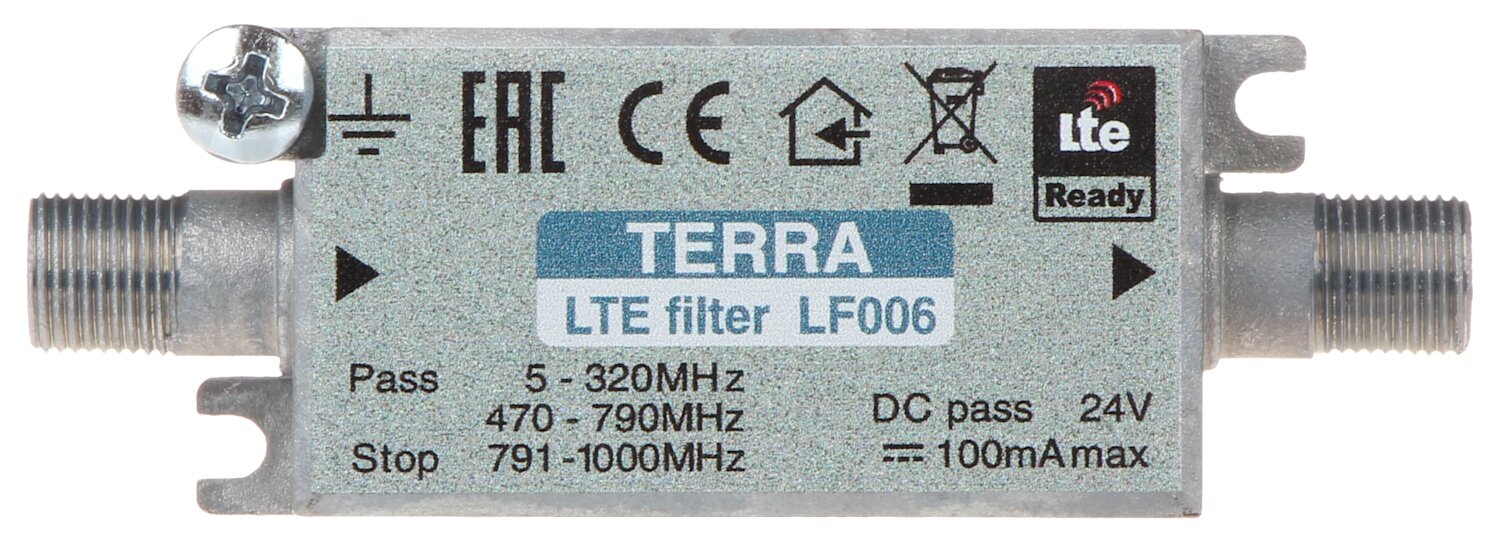 EAC CE Lte
Ready
TERRA
LTE filter LF006
Pass 5 - 320MHz
470 - 790MHz
Stop 791 -1000MHz
DC pass 24V
100mA max